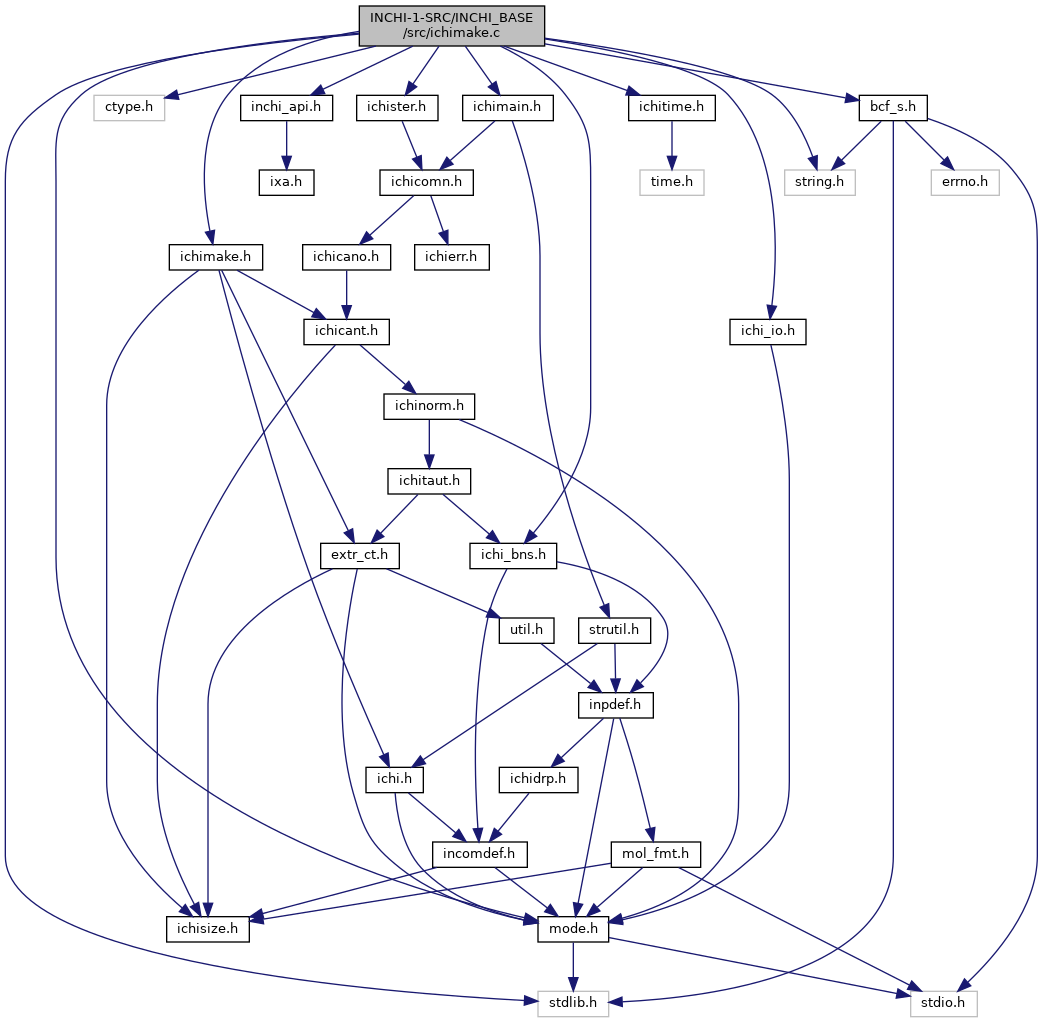 INCHI-1-SRC/INCHI_BASE
/src/ichimake.c
ctype.h
inchi_api.h
ichister.h
ichimain.h
ichitime.h
bcf_s.h
ixa.h
ichicomn.h
time.h
string.h
errno.h
ichimake.h
ichicano.h
ichierr.h
ichicant.h
ichi_io.h
ichinorm.h
ichitaut.h
extr_ct.h
ichi_bns.h
util.h
strutil.h
inpdef.h
ichi.h
ichidrp.h
incomdef.h
mol_fmt.h
ichisize.h
mode.h
stdlib.h
stdio.h